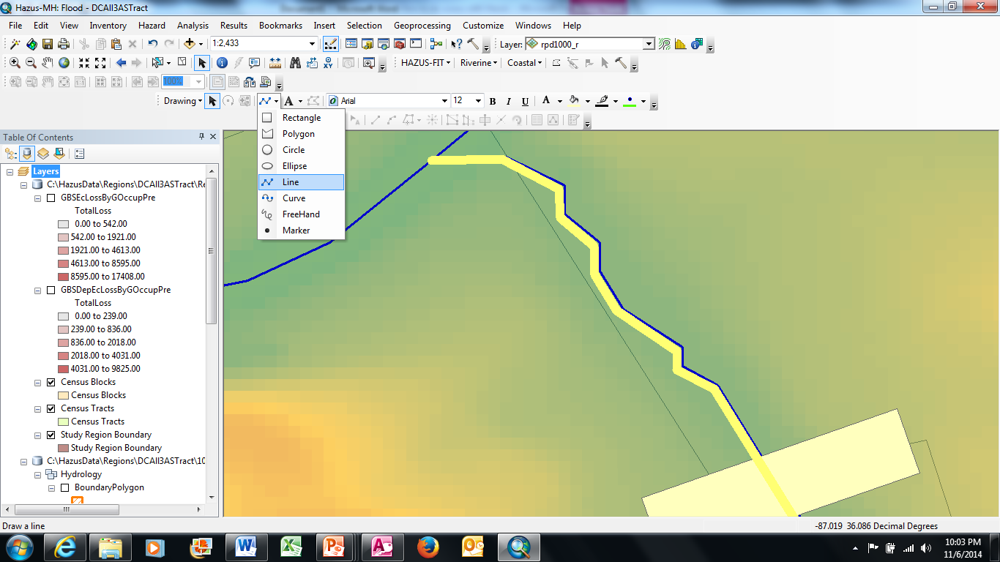 Hazus-MH: Flood - DCAll3ASTract
File Edit View Inventory Hazard Analysis Results Bookmarks Insert Selection Geoprocessing Customize Windows Help
1:2,433
Layer: rpd1000_r
HAZUS-FIT Riverine Coastal
100%
Drawing A Arial 12 B I U A
Rectangle
Polygon
Circle
Ellipse
Line
Curve
FreeHand
Marker
Table Of Contents
Layers
C:\HazusData\Regions\DCAll3ASTract\Re
GBSEcLossByGOccupPre
TotalLoss
0.00 to 542.00
542.00 to 1921.00
1921.00 to 4613.00
4613.00 to 8595.00
8595.00 to 17408.00
GBSDepEcLossByGOccupPre
TotalLoss
0.00 to 239.00
239.00 to 836.00
836.00 to 2018.00
2018.00 to 4031.00
4031.00 to 9825.00
Census Blocks
Census Blocks
Census Tracts
Census Tracts
Study Region Boundary
Study Region Boundary
C:\HazusData\Regions\DCAll3ASTract\10
Hydrology
BoundaryPolygon
Draw a line
-87.019 36.086 Decimal Degrees
10:03 PM
11/6/2014